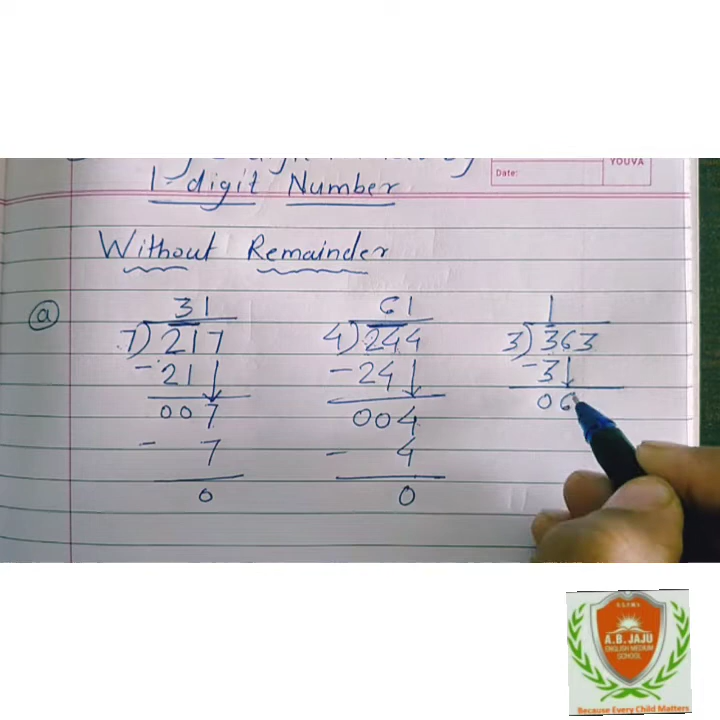 YOUVA
Date:
1-digit Number
Without Remainder
a
31 61 1
7)217 4)244 3)363
-21 -24 -3
007 004 06
- 7 - 4
0 0
A.B. JAJU
ENGLISH MEDIUM
SCHOOL
Because Every Child Matters